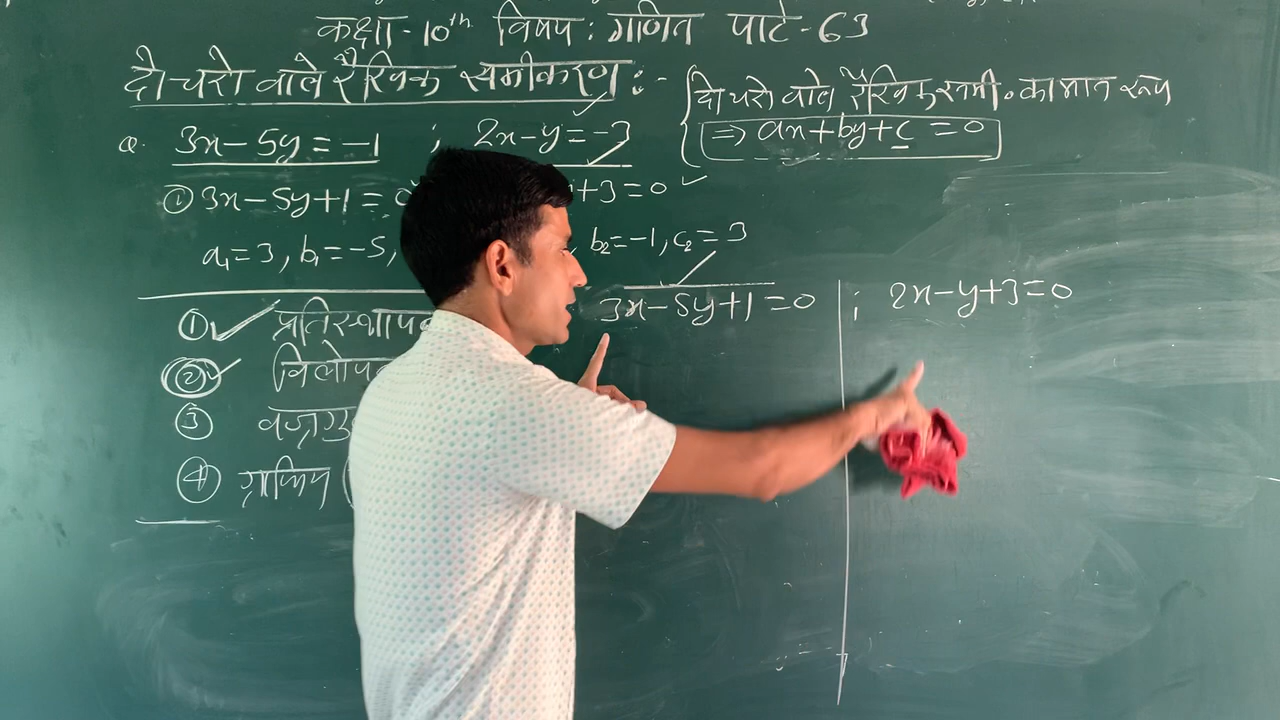 कक्षा-10th विषय: गणित पार्ट-63
दो चरो वाले रैखिक समीकरण :-
{दो चरो वाले रैखिक समी० का मान रूप
⇒ ax+by+c=0
Q. 3x-5y=-1 ; 2x-y=-3
① 3x-5y+1=0 +3=0 ✓
a₁=3, b₁=-5, , b₂=-1, c₂=3
3x-5y+1=0 ; 2x-y+3=0
① ✓ प्रतिस्थाप
② ✓ विलोप
③ वज्रगु
④ ग्राफिय (